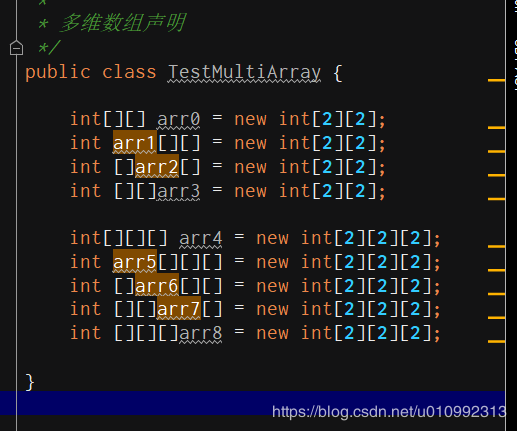 *
* 多维数组声明
*/
public class TestMultiArray {
int[][] arr0 = new int[2][2];
int arr1[][] = new int[2][2];
int []arr2[] = new int[2][2];
int [][]arr3 = new int[2][2];
int[][][] arr4 = new int[2][2][2];
int arr5[][][] = new int[2][2][2];
int []arr6[][] = new int[2][2][2];
int [][]arr7[] = new int[2][2][2];
int [][][]arr8 = new int[2][2][2];
}
https://blog.csdn.net/u010992313